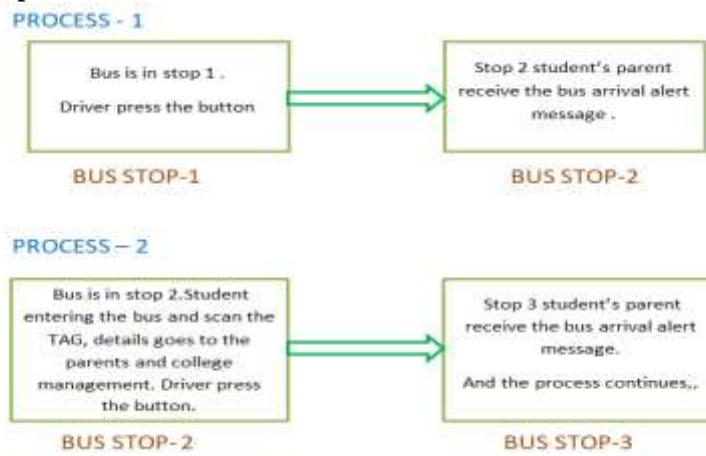 PROCESS - 1
Bus is in stop 1 .
Driver press the button
Stop 2 student's parent
receive the bus arrival alert
message .
BUS STOP-1
BUS STOP-2
PROCESS – 2
Bus is in stop 2.Student
entering the bus and scan the
TAG, details goes to the
parents and college
management. Driver press
the button.
Stop 3 student's parent
receive the bus arrival alert
message.
And the process continues,,
BUS STOP- 2
BUS STOP-3